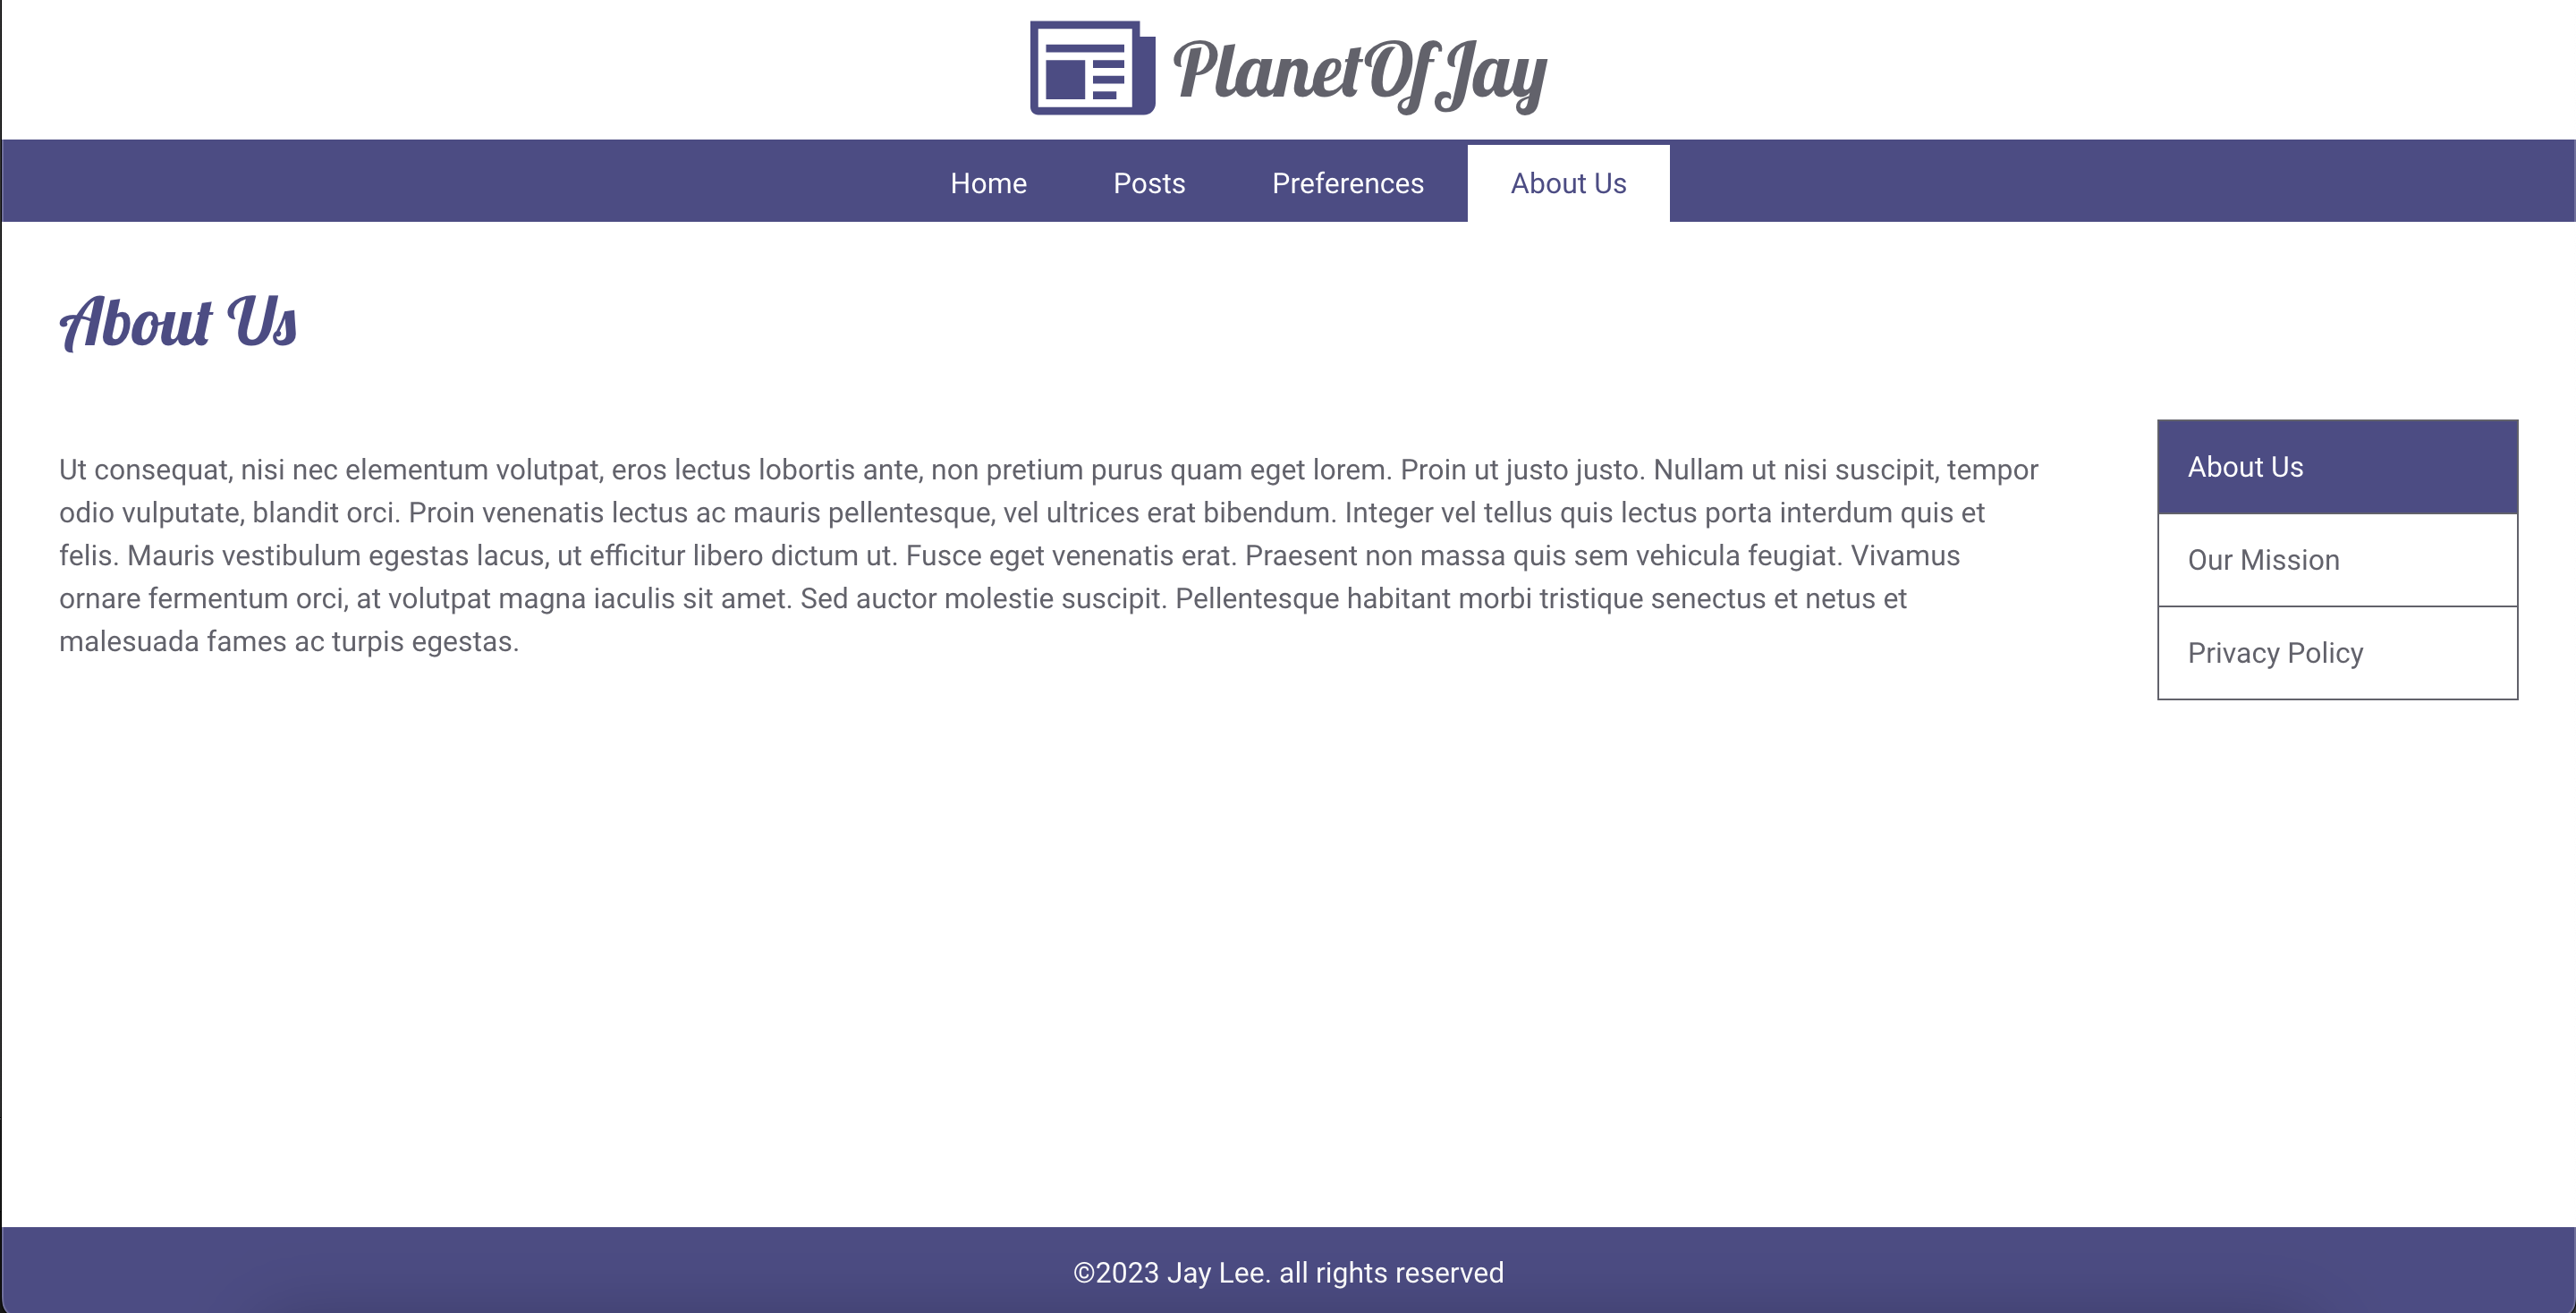 PlanetOfJay
Home Posts Preferences About Us
About Us
Ut consequat, nisi nec elementum volutpat, eros lectus lobortis ante, non pretium purus quam eget lorem. Proin ut justo justo. Nullam ut nisi suscipit, tempor
odio vulputate, blandit orci. Proin venenatis lectus ac mauris pellentesque, vel ultrices erat bibendum. Integer vel tellus quis lectus porta interdum quis et
felis. Mauris vestibulum egestas lacus, ut efficitur libero dictum ut. Fusce eget venenatis erat. Praesent non massa quis sem vehicula feugiat. Vivamus
ornare fermentum orci, at volutpat magna iaculis sit amet. Sed auctor molestie suscipit. Pellentesque habitant morbi tristique senectus et netus et
malesuada fames ac turpis egestas.
About Us
Our Mission
Privacy Policy
©2023 Jay Lee. all rights reserved